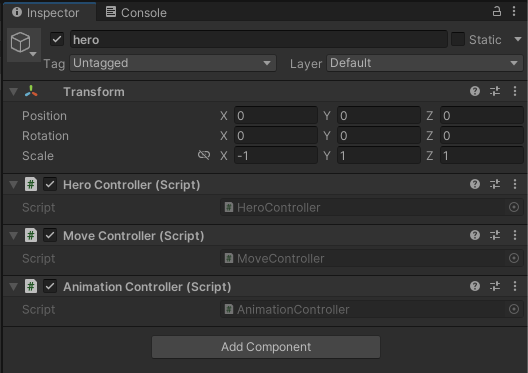 Inspector Console
hero Static
Tag Untagged Layer Default
Transform
Position X 0 Y 0 Z 0
Rotation X 0 Y 0 Z 0
Scale X -1 Y 1 Z 1
# Hero Controller (Script)
Script # HeroController
# Move Controller (Script)
Script # MoveController
# Animation Controller (Script)
Script # AnimationController
Add Component